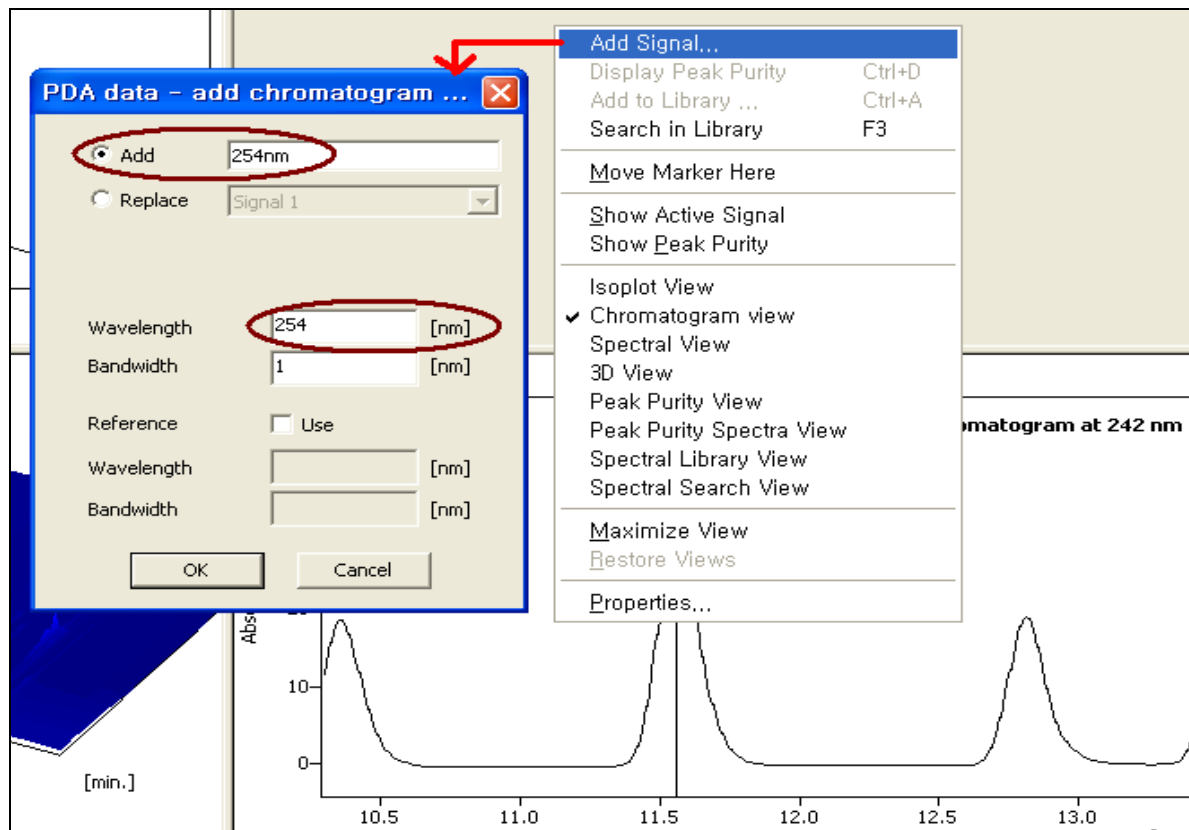 PDA data - add chromatogram ...
Add 254nm
Replace Signal 1
Wavelength 254 [nm]
Bandwidth 1 [nm]
Reference Use
Wavelength [nm]
Bandwidth [nm]
OK Cancel
Add Signal...
Display Peak Purity Ctrl+D
Add to Library ... Ctrl+A
Search in Library F3
Move Marker Here
Show Active Signal
Show Peak Purity
Isoplot View
Chromatogram view
Spectral View
3D View
Peak Purity View
Peak Purity Spectra View
Spectral Library View
Spectral Search View
Maximize View
Restore Views
Properties...
omatogram at 242 nm
Abs
10
0
10.5 11.0 11.5 12.0 12.5 13.0
[min.]